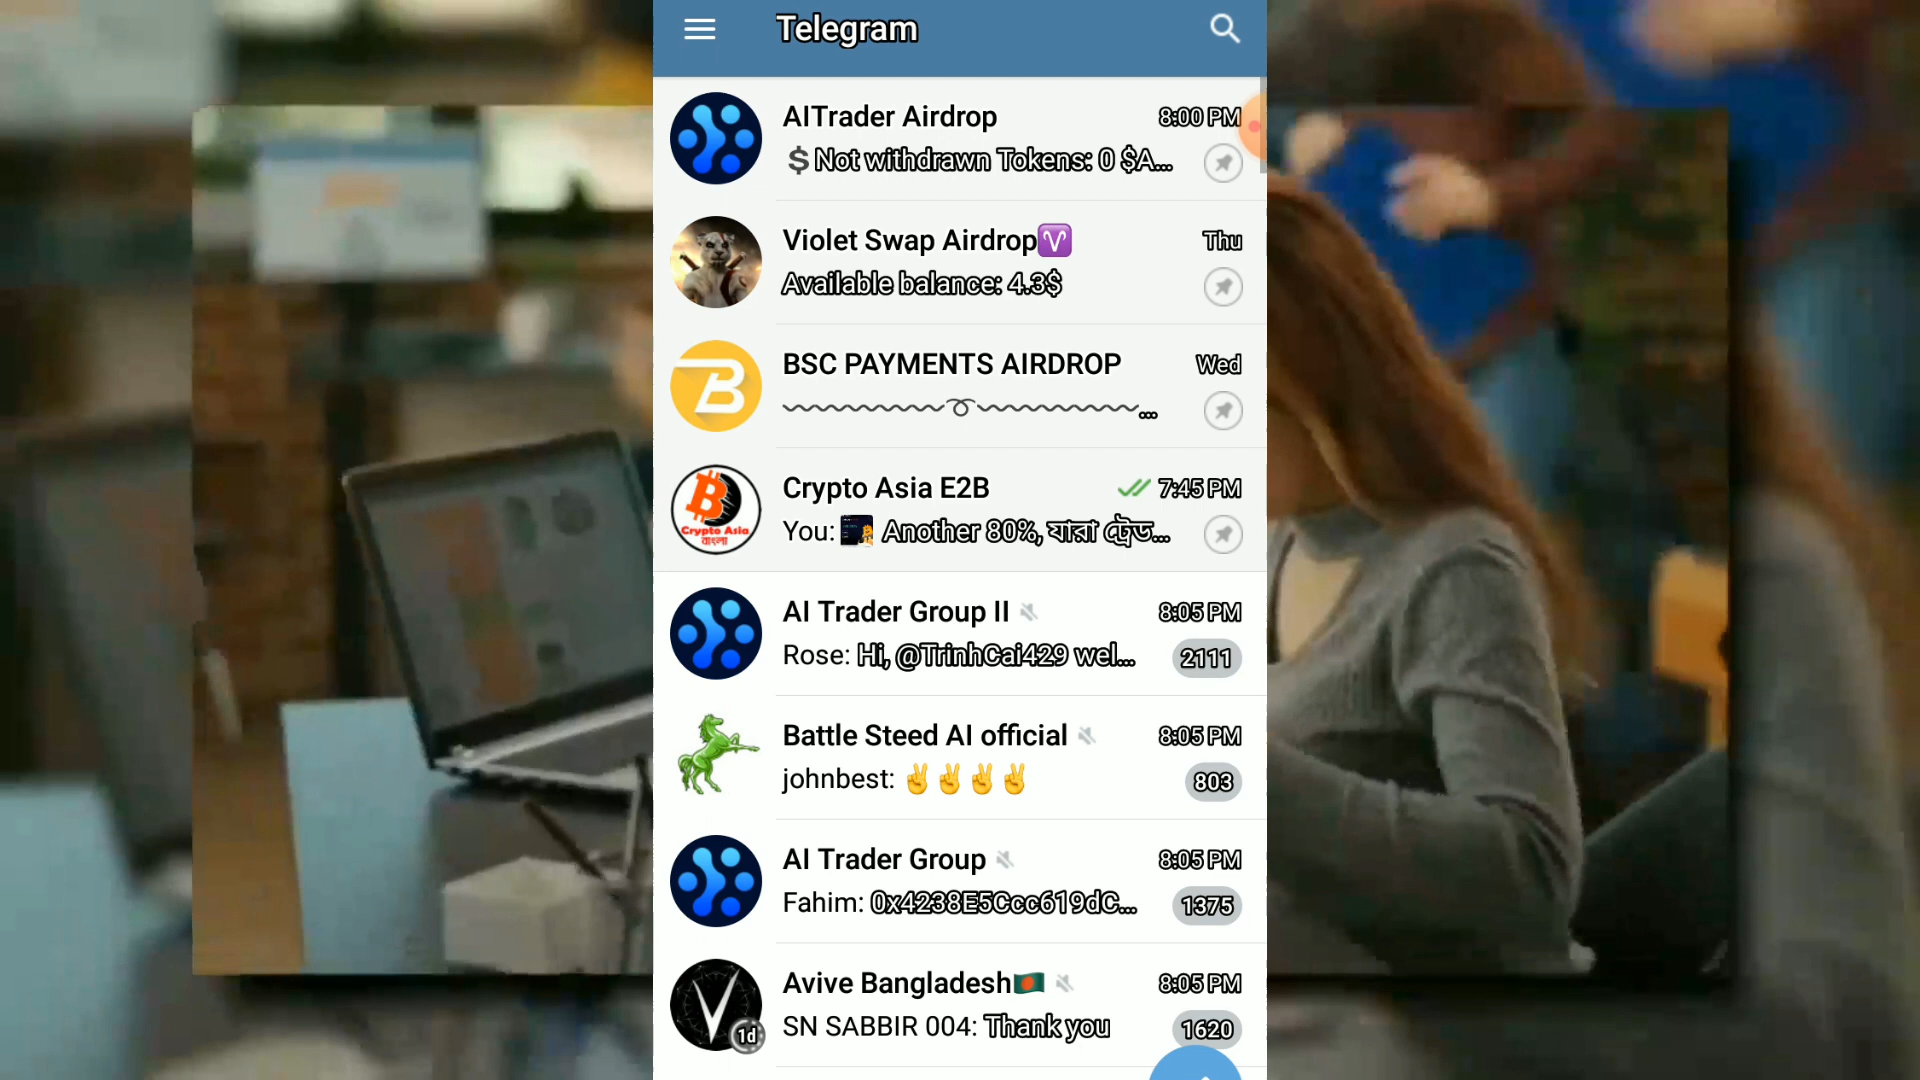 Telegram
AITrader Airdrop 8:00 PM
💲Not withdrawn Tokens: 0 $A...
Violet Swap Airdrop♈ Thu
Available balance: 4.3$
BSC PAYMENTS AIRDROP Wed
...
Crypto Asia E2B 7:45 PM
Crypto Asia
বাংলা
You: Another 80%, যারা ট্রেড...
AI Trader Group II 8:05 PM
Rose: Hi, @TrinhCai429 wel... 2111
Battle Steed AI official 8:05 PM
johnbest: ✌✌✌✌ 803
AI Trader Group 8:05 PM
Fahim: 0x4238E5Ccc619dC... 1375
Avive Bangladesh🇧🇩 8:05 PM
1d
SN SABBIR 004: Thank you 1620